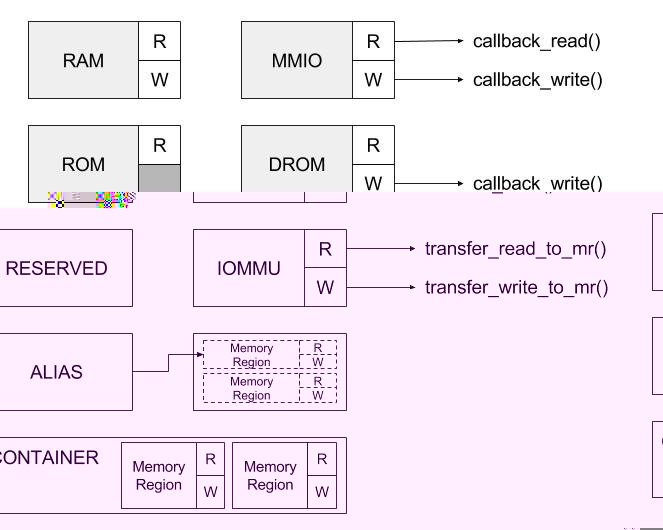 RAM
R
W
MMIO
R
W
callback_read()
callback_write()
ROM
R
DROM
R
W
callback_write()
RESERVED
IOMMU
R
W
transfer_read_to_mr()
transfer_write_to_mr()
ALIAS
Memory
Region
R
W
Memory
Region
R
W
CONTAINER
Memory
Region
R
W
Memory
Region
R
W